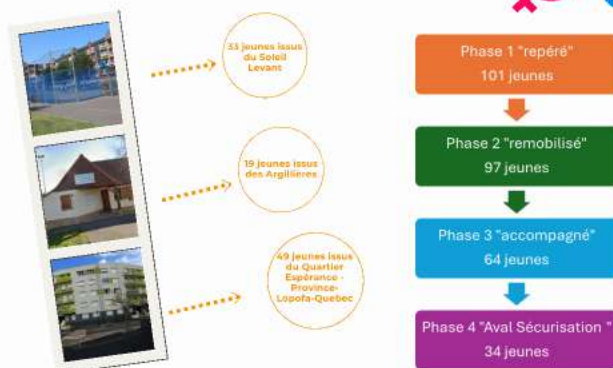 33 jeunes issus
du Soleil
Levant
19 jeunes issus
des Argillieres
49 jeunes issus
du Quartier
Espérance -
Province-
Lopofa-Quebec
Phase 1 "repéré"
101 jeunes
Phase 2 "remobilisé"
97 jeunes
Phase 3 "accompagné"
64 jeunes
Phase 4 "Aval Sécurisation "
34 jeunes